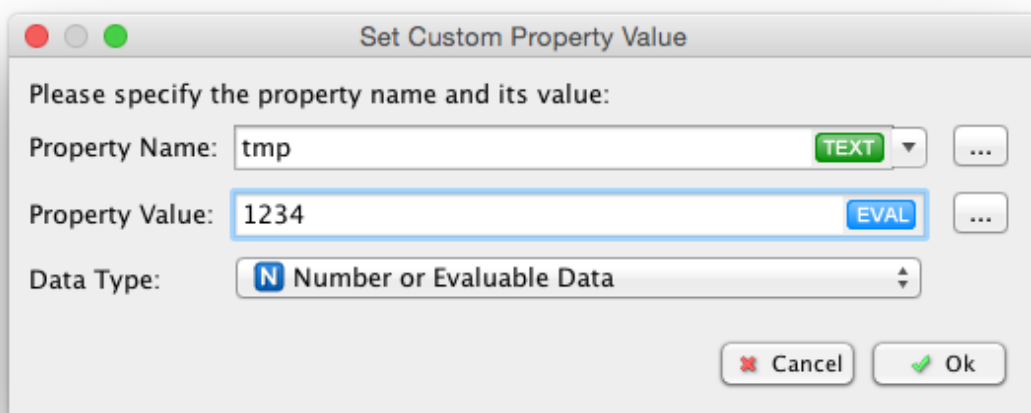 Set Custom Property Value
Please specify the property name and its value:
Property Name: tmp TEXT ...
Property Value: 1234 EVAL ...
Data Type: N Number or Evaluable Data
Cancel Ok